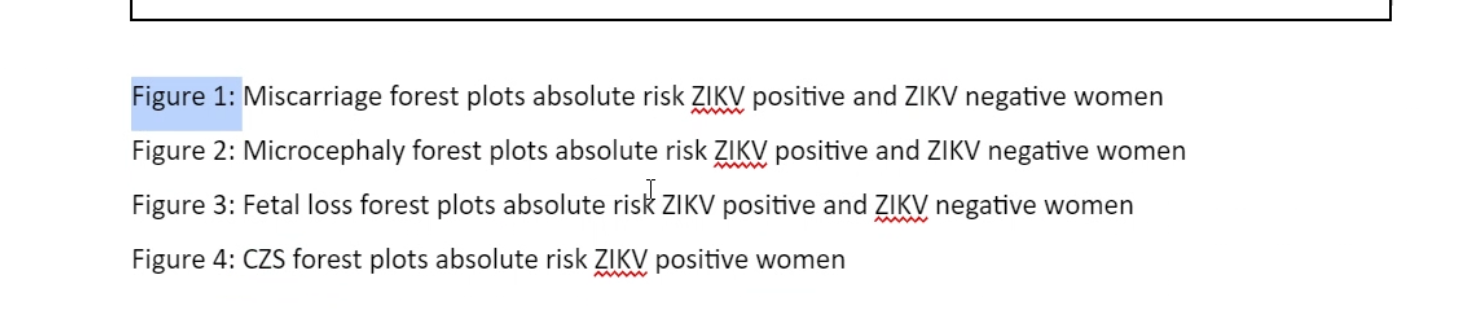 Figure 1: Miscarriage forest plots absolute risk ZIKV positive and ZIKV negative women
Figure 2: Microcephaly forest plots absolute risk ZIKV positive and ZIKV negative women
Figure 3: Fetal loss forest plots absolute risk ZIKV positive and ZIKV negative women
Figure 4: CZS forest plots absolute risk ZIKV positive women